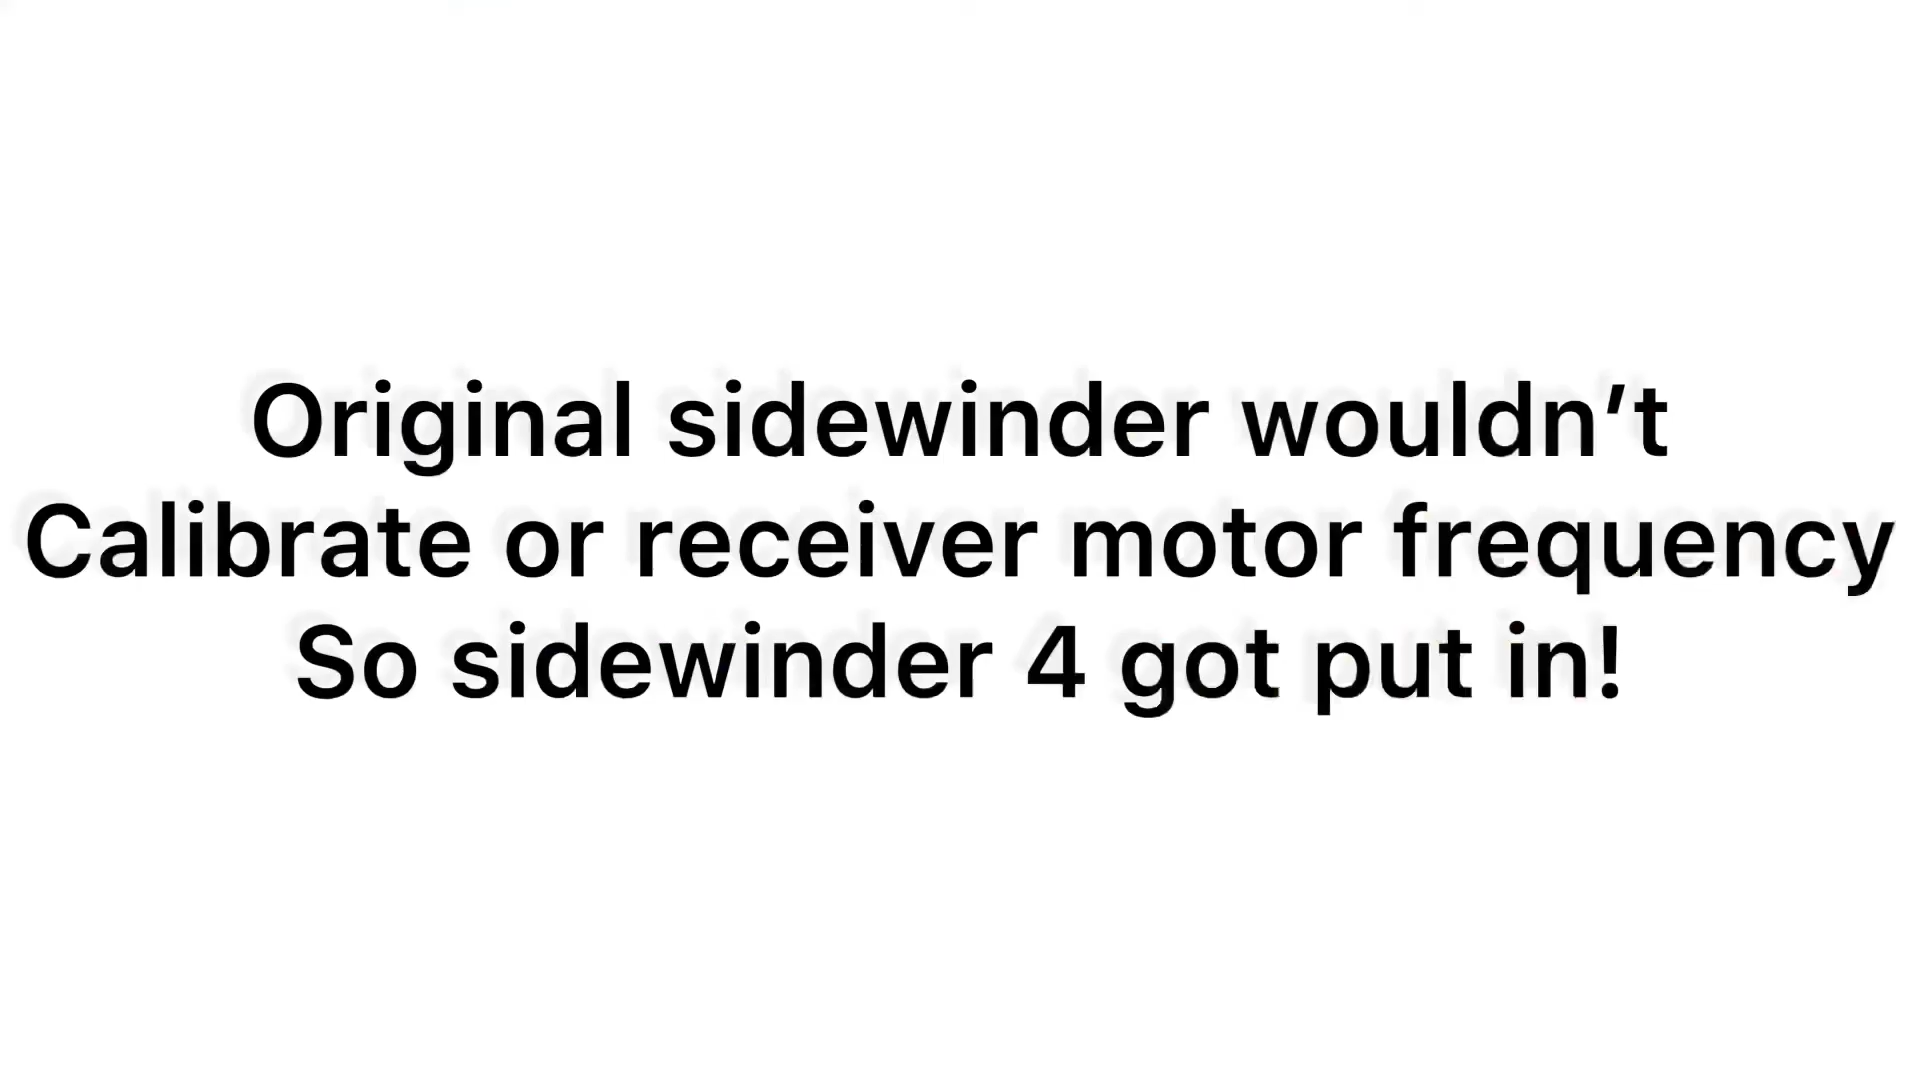 Original sidewinder wouldn’t
Calibrate or receiver motor frequency
So sidewinder 4 got put in!